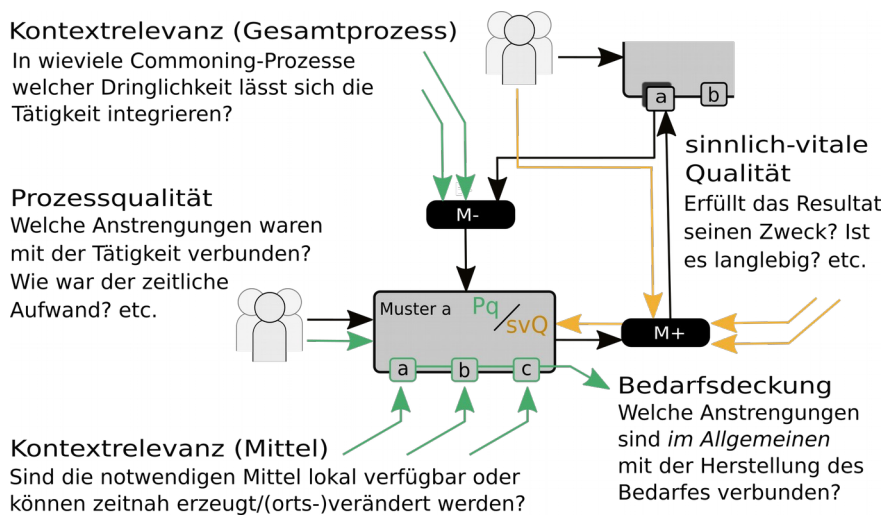 Kontextrelevanz (Gesamtprozess)
In wieviele Commoning-Prozesse
welcher Dringlichkeit lässt sich die
Tätigkeit integrieren?
a
b
sinnlich-vitale
Qualität
Erfüllt das Resultat
seinen Zweck? Ist
es langlebig? etc.
Prozessqualität
Welche Anstrengungen waren
mit der Tätigkeit verbunden?
Wie war der zeitliche
Aufwand? etc.
M-
Muster a
Pq
svQ
M+
a
b
c
Bedarfsdeckung
Welche Anstrengungen
sind im Allgemeinen
mit der Herstellung des
Bedarfes verbunden?
Kontextrelevanz (Mittel)
Sind die notwendigen Mittel lokal verfügbar oder
können zeitnah erzeugt/(orts-)verändert werden?